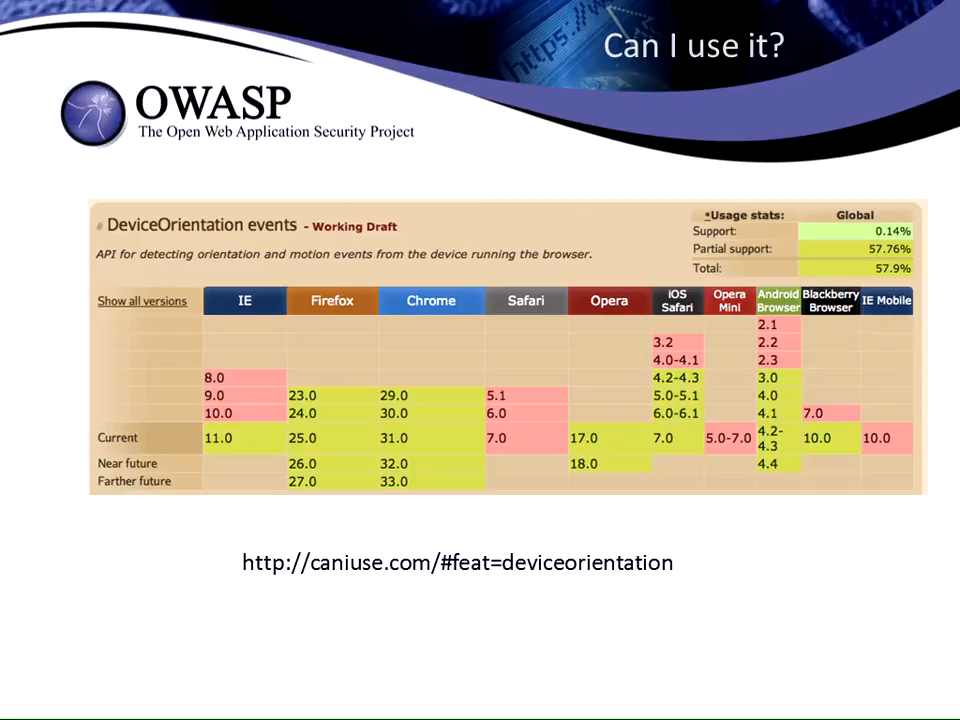 https://www
Can I use it?
OWASP
The Open Web Application Security Project
# DeviceOrientation events - Working Draft
API for detecting orientation and motion events from the device running the browser.
*Usage stats: Global
Support: 0.14%
Partial support: 57.76%
Total: 57.9%
Show all versions IE Firefox Chrome Safari Opera iOS Safari Opera Mini Android Browser Blackberry Browser IE Mobile
2.1
3.2 2.2
4.0-4.1 2.3
8.0 4.2-4.3 3.0
9.0 23.0 29.0 5.1 5.0-5.1 4.0
10.0 24.0 30.0 6.0 6.0-6.1 4.1 7.0
Current 11.0 25.0 31.0 7.0 17.0 7.0 5.0-7.0 4.2-4.3 10.0 10.0
Near future 26.0 32.0 18.0 4.4
Farther future 27.0 33.0
http://caniuse.com/#feat=deviceorientation